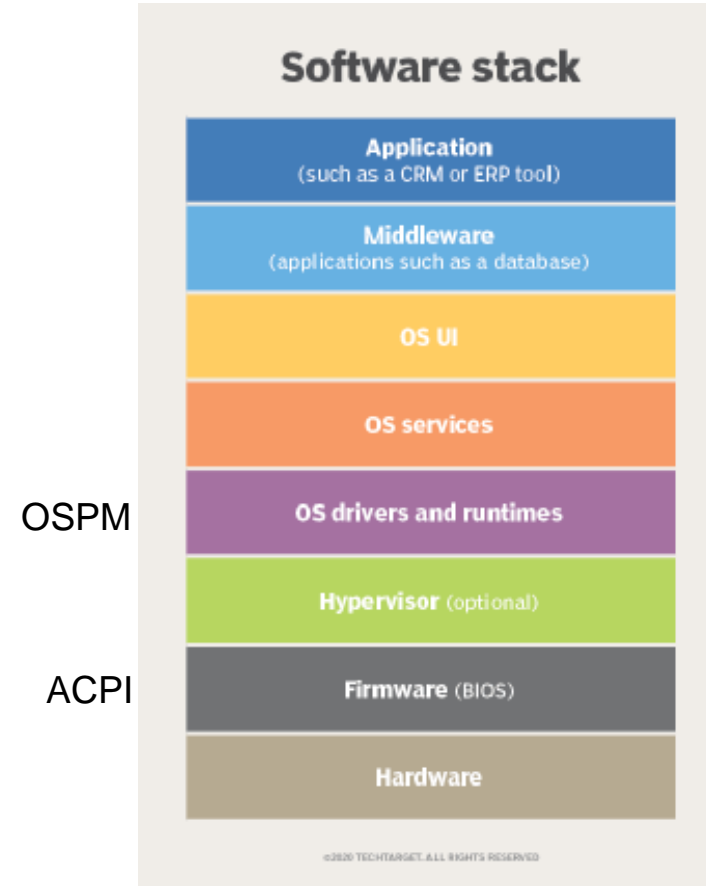 Software stack
Application
(such as a CRM or ERP tool)
Middleware
(applications such as a database)
OS UI
OS services
OSPM
OS drivers and runtimes
Hypervisor (optional)
ACPI
Firmware (BIOS)
Hardware
©2020 TECHTARGET. ALL RIGHTS RESERVED